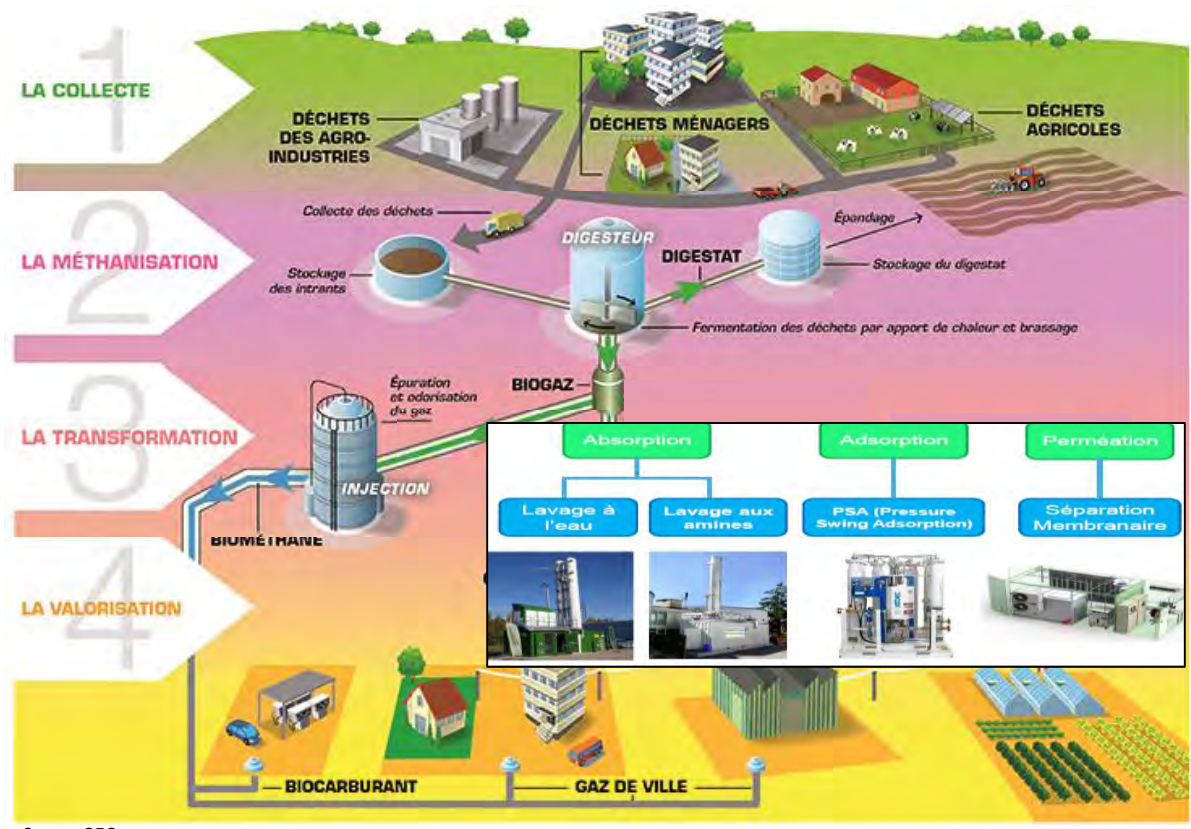 1
LA COLLECTE
DÉCHETS
DES AGRO-
INDUSTRIES
DÉCHETS MÉNAGERS
DÉCHETS
AGRICOLES
2
LA MÉTHANISATION
Collecte des déchets
Stockage
des intrants
DIGESTEUR
DIGESTAT
Épandage
Stockage du digestat
Fermentation des déchets par apport de chaleur et brassage
3
LA TRANSFORMATION
Épuration
et odorisation
du gaz
BIOGAZ
INJECTION
BIOMÉTHANE
Absorption
Adsorption
Perméation
Lavage à
l'eau
Lavage aux
amines
PSA (Pressure
Swing Adsorption)
Séparation
Membranaire
4
LA VALORISATION
BIOCARBURANT
GAZ DE VILLE